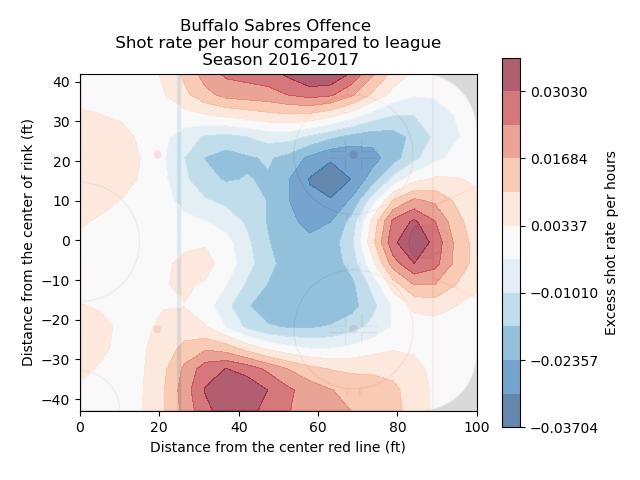 Buffalo Sabres Offence
Shot rate per hour compared to league
Season 2016-2017
40
30
20
10
0
−10
−20
−30
−40
Distance from the center of rink (ft)
0 20 40 60 80 100
Distance from the center red line (ft)
0.03030
0.01684
0.00337
−0.01010
−0.02357
−0.03704
Excess shot rate per hours